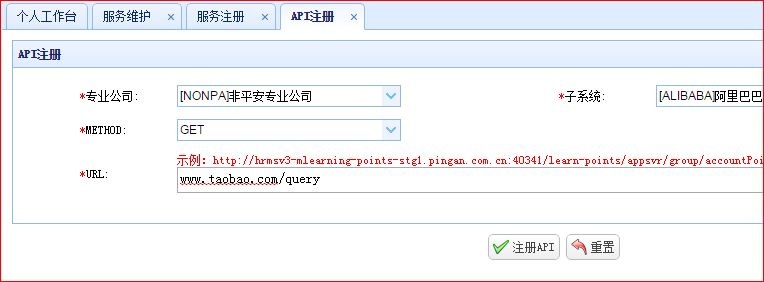 个人工作台 服务维护 × 服务注册 × API注册 ×
API注册
*专业公司: [NONPA]非平安专业公司 *子系统: [ALIBABA]阿里巴巴
*METHOD: GET
示例: http://hrmsv3-mlearning-points-stg1.pingan.com.cn:40341/learn-points/appsvr/group/accountPoi
*URL: www.taobao.com/query
注册API 重置